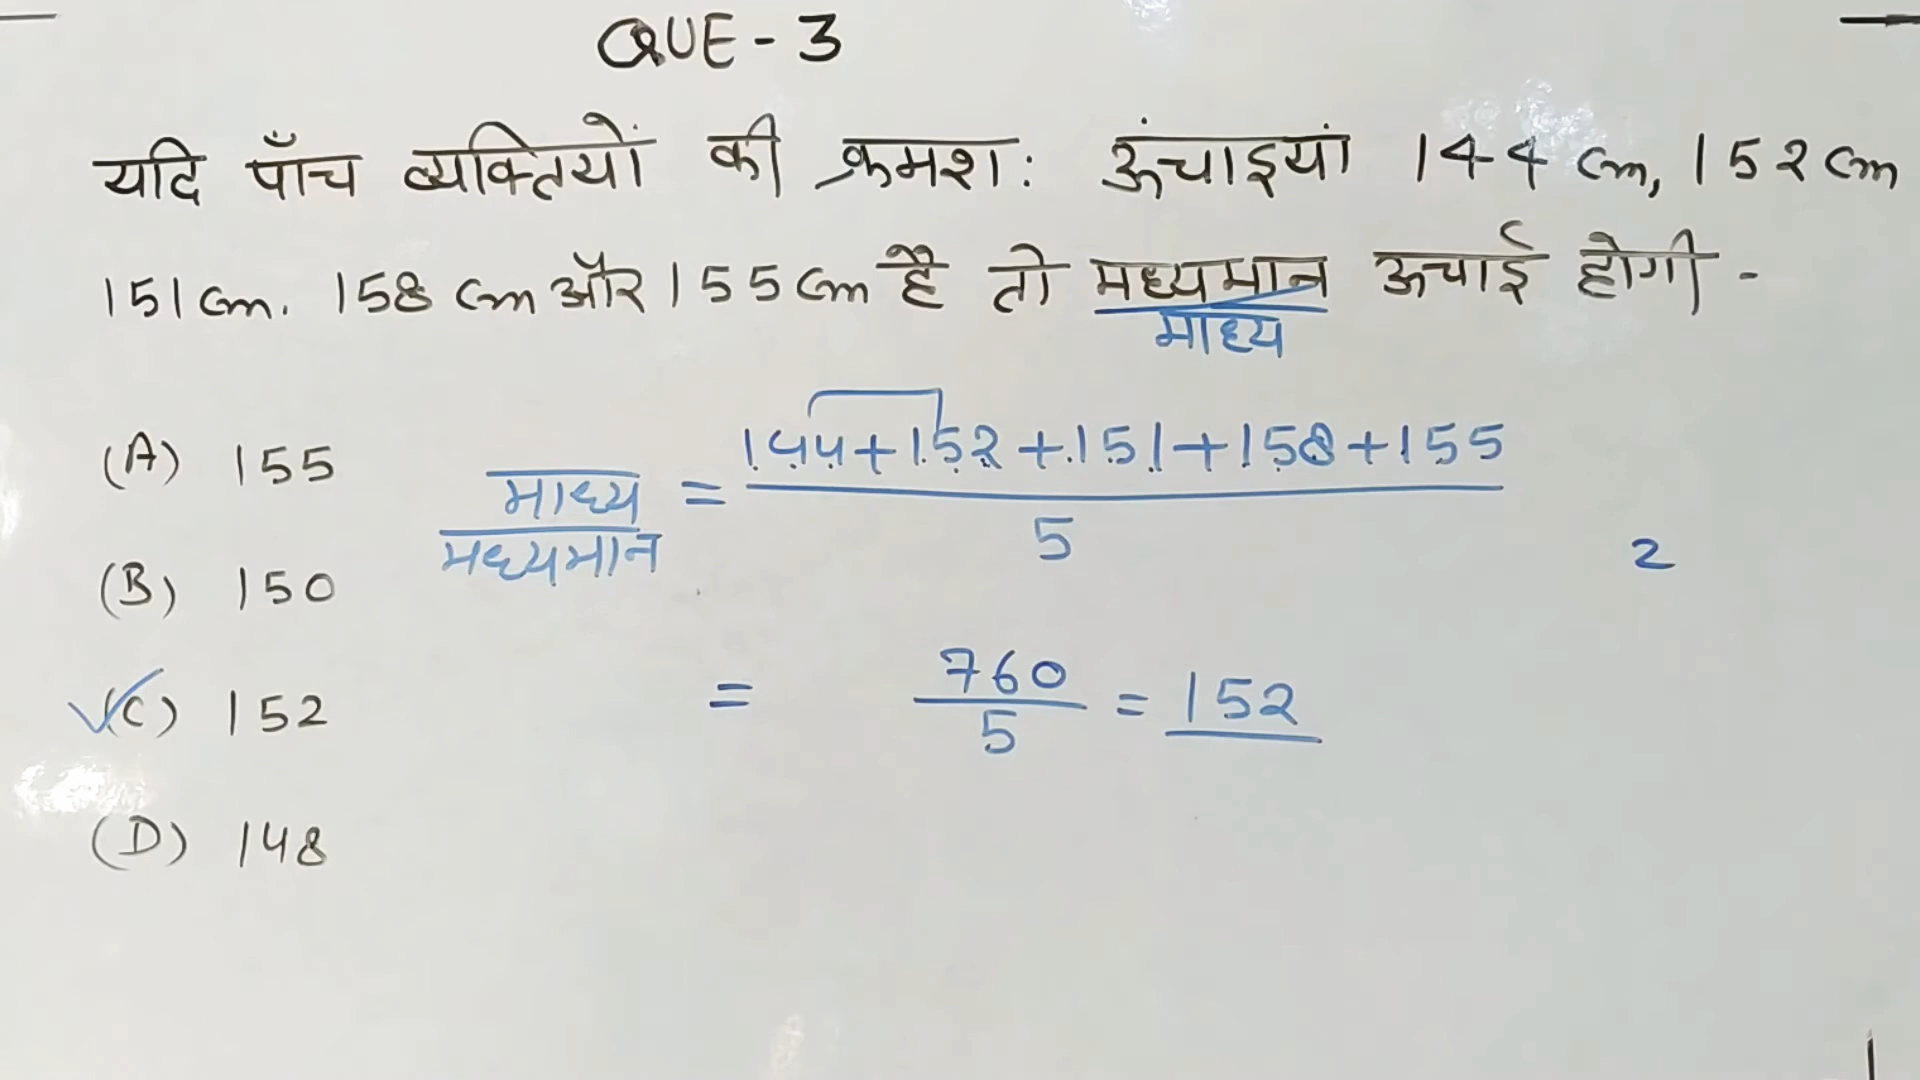 QUE-3
यदि पाँच व्यक्तियों की क्रमश: ऊंचाइयां 144 cm, 152 cm
151 cm. 158 cm और 155 cm है तो मध्यमान ऊचाई होगी -
माध्य
(A) 155
माध्य = 144+152+151+158+155
मध्यमान 5
2
(B) 150
= 760/5 = 152
(C) 152
(D) 148